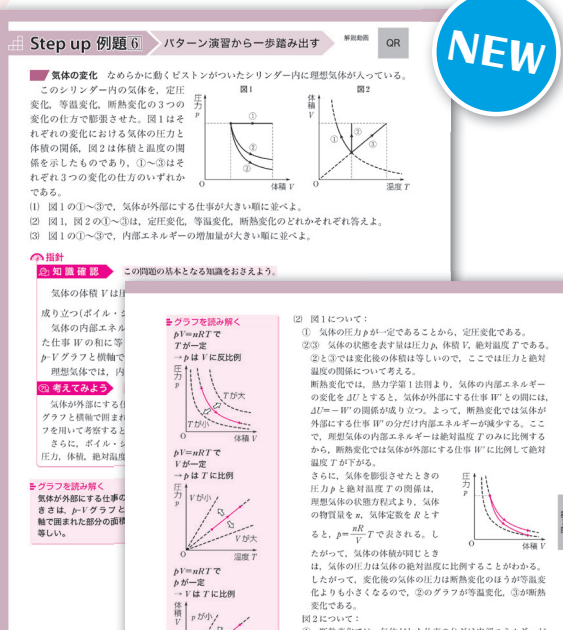 Step up 例題 6 パターン演習から一歩踏み出す 解説動画 QR
NEW
気体の変化 なめらかに動くピストンがついたシリンダー内に理想気体が入っている。
このシリンダー内の気体を，定圧
変化，等温変化，断熱変化の3つの
変化の仕方で膨張させた。図1はそ
れぞれの変化における気体の圧力と
体積の関係，図2は体積と温度の関
係を示したものであり，①〜③はそ
れぞれ3つの変化の仕方のいずれか
である。
図1
圧力 p
①
②
②
O
体積 V
図2
体積 V
①
②
③
O
温度 T
(1) 図1の①〜③で，気体が外部にする仕事が大きい順に並べよ。
(2) 図1，図2の①〜③は，定圧変化，等温変化，断熱変化のどれかそれぞれ答えよ。
(3) 図1の①〜③で，内部エネルギーの増加量が大きい順に並べよ。
指針
知識確認 この問題の基本となる知識をおさえよう。
気体の体積 V は圧
成り立つ(ボイル・シ
気体の内部エネル
た仕事 W の和に等
p-V グラフと横軸で
理想気体では，内
考えてみよう
気体が外部にする仕
グラフと横軸で囲まれ
フを用いて考察すると
さらに，ボイル・シ
圧力，体積，絶対温度
グラフを読み解く
気体が外部にする仕事の
きさは，p-V グラフと
軸で囲まれた部分の面積
等しい。
グラフを読み解く
pV=nRT で
T が一定
→p は V に反比例
圧力 p
T が大
T が小
O
体積 V
pV=nRT で
V が一定
→p は T に比例
圧力 p
V が小
V が大
O
温度 T
pV=nRT で
p が一定
→V は T に比例
体積 V
p が小
(2) 図1について：
① 気体の圧力 p が一定であることから，定圧変化である。
②③ 気体の状態を表す量は圧力 p，体積 V，絶対温度 T である。
②と③では変化後の体積は等しいので，ここでは圧力と絶対
温度の関係について考える。
断熱変化では，熱力学第1法則より，気体の内部エネルギー
の変化を ΔU とすると，気体が外部にする仕事 W' との間には，
ΔU=−W' の関係が成り立つ。よって，断熱変化では気体が
外部にする仕事 W' の分だけ内部エネルギーが減少する。ここ
で，理想気体の内部エネルギーは絶対温度 T のみに比例する
から，断熱変化では気体が外部にする仕事 W' に比例して絶対
温度 T が下がる。
さらに，気体を膨張させたときの
圧力 p と絶対温度 T の関係は，
理想気体の状態方程式より，気体
の物質量を n，気体定数を R とす
ると，p=nR/V T で表される。し
たがって，気体の体積が同じとき
は，気体の圧力は気体の絶対温度に比例することがわかる。
したがって，変化後の気体の圧力は断熱変化のほうが等温変
化よりも小さくなるので，②のグラフが等温変化，③が断熱
変化である。
圧力 p
O
体積 V
図2について：